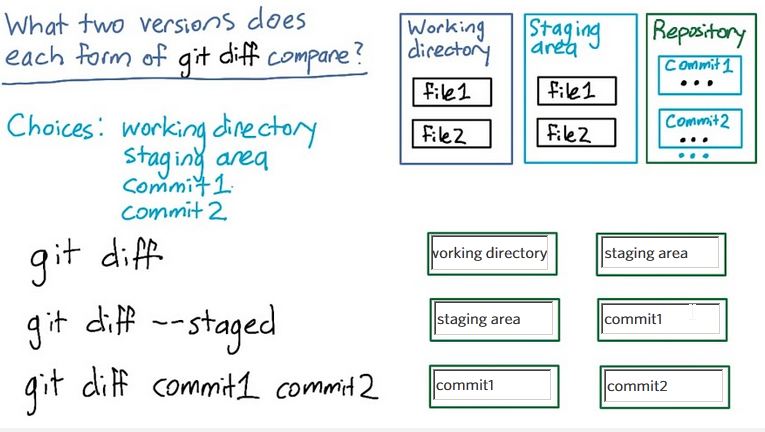 What two versions does
each form of git diff compare?
Choices: working directory
staging area
commit1
commit2
Working directory
file1
file2
Staging area
file1
file2
Repository
Commit1
...
Commit2
...
...
git diff
working directory
staging area
git diff --staged
staging area
commit1
git diff commit1 commit2
commit1
commit2